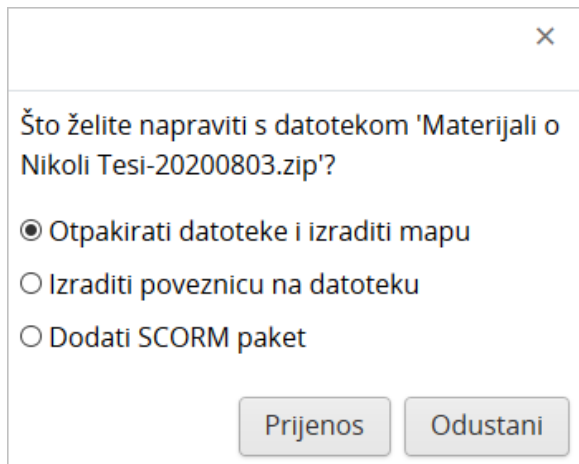 ×
Što želite napraviti s datotekom 'Materijali o
Nikoli Tesi-20200803.zip'?
Otpakirati datoteke i izraditi mapu
Izraditi poveznicu na datoteku
Dodati SCORM paket
Prijenos Odustani